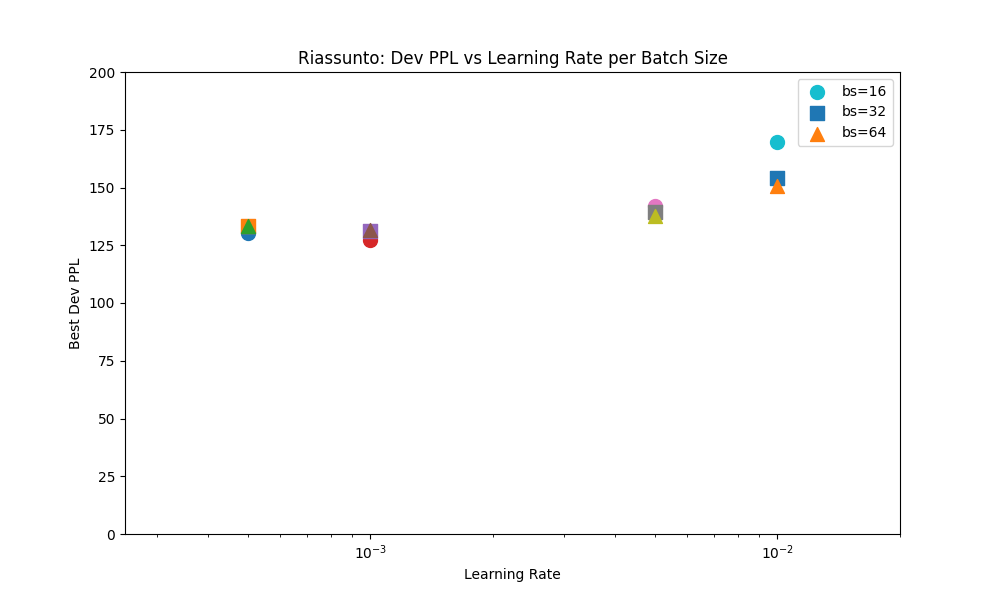 Riassunto: Dev PPL vs Learning Rate per Batch Size
200
175
150
125
100
75
50
25
0
Best Dev PPL
bs=16
bs=32
bs=64
10⁻³
10⁻²
Learning Rate